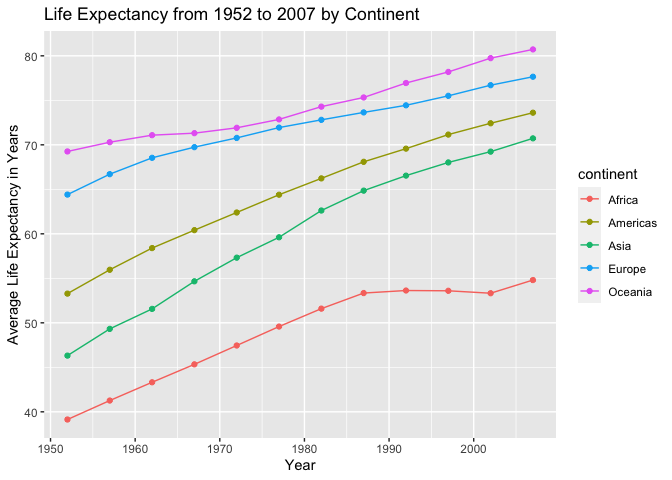 Life Expectancy from 1952 to 2007 by Continent
80
70
60
50
40
Average Life Expectancy in Years
1950 1960 1970 1980 1990 2000
Year
continent
Africa
Americas
Asia
Europe
Oceania